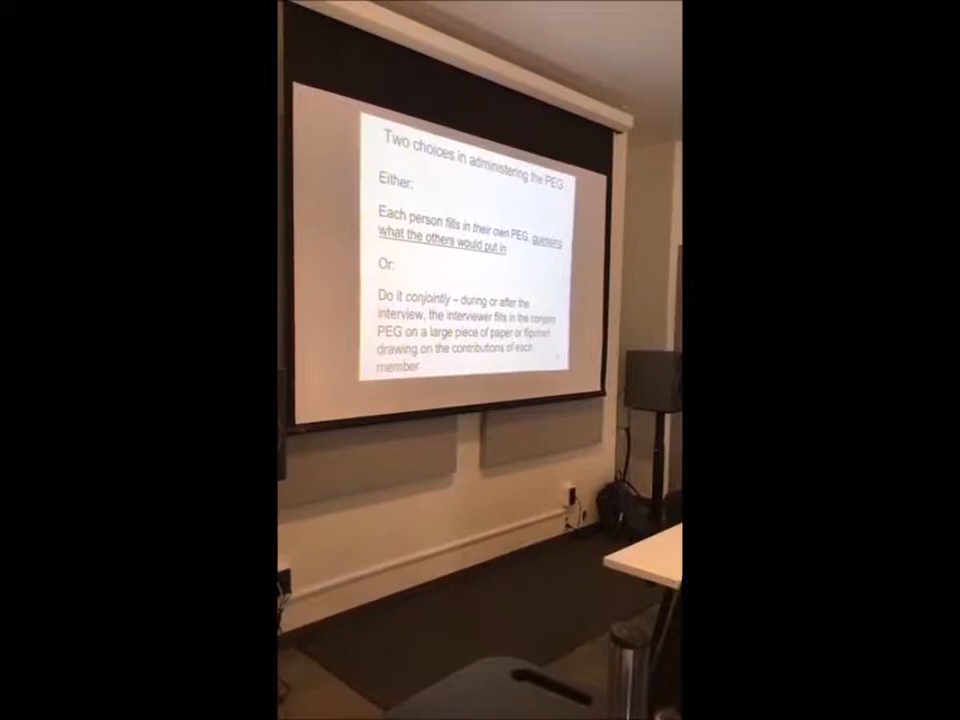 Two choices in administering the PEG
Either:
Each person fills in their own PEG, guessing
what the others would put in
Or:
Do it conjointly – during or after the
interview, the interviewer fills in the conjoint
PEG on a large piece of paper or flipchart
drawing on the contributions of each
member